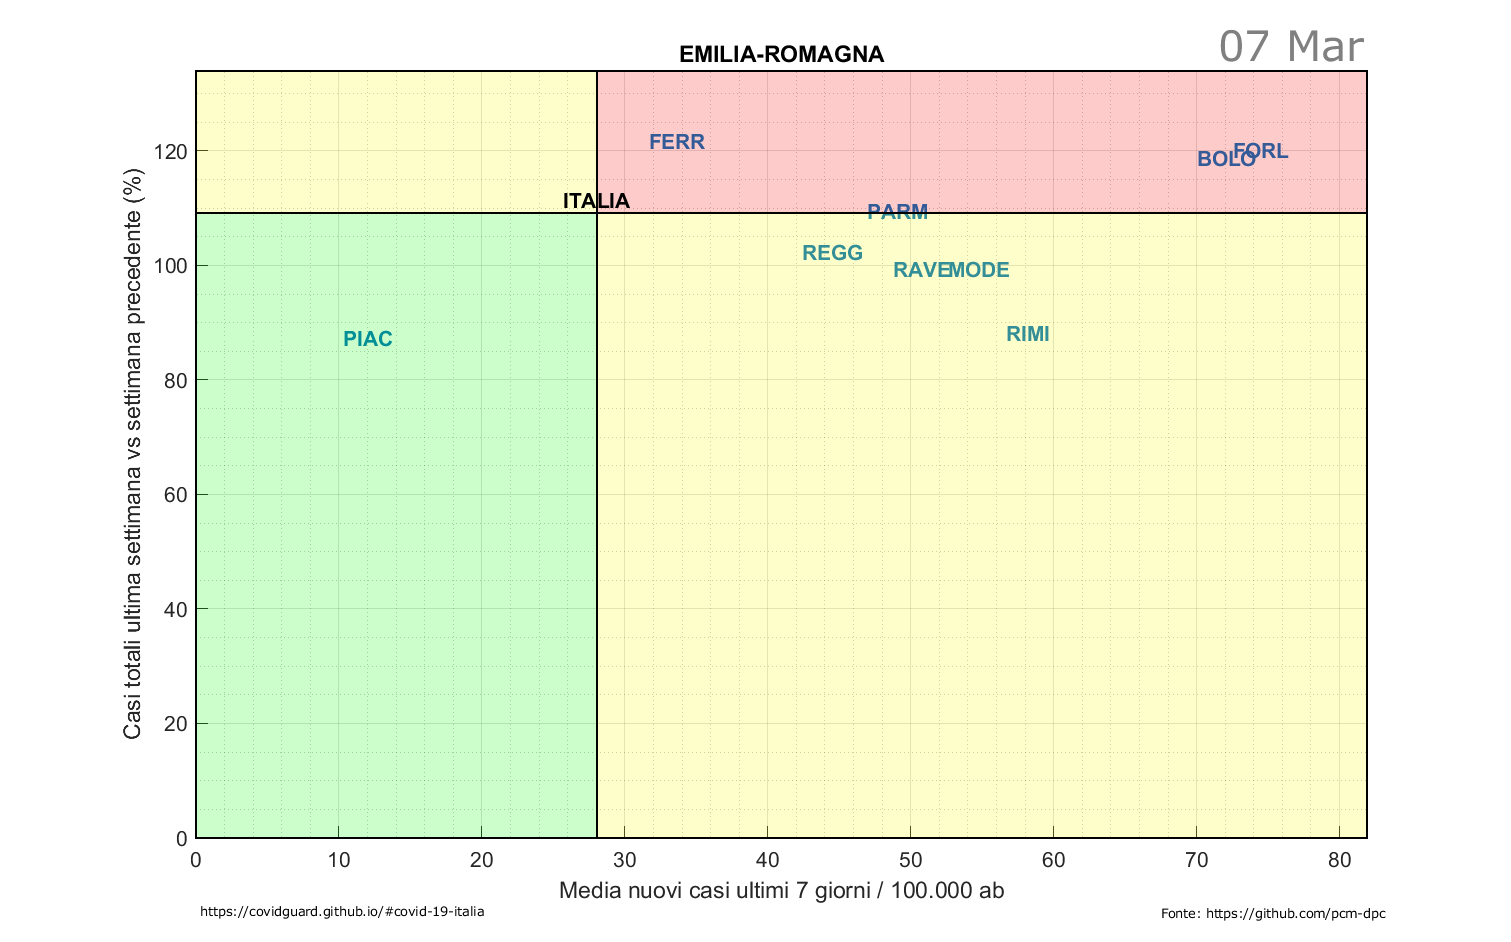 07 Mar
EMILIA-ROMAGNA
Casi totali ultima settimana vs settimana precedente (%)
120
100
80
60
40
20
0
FERR
FORL
BOLO
ITALIA
PARM
REGG
RAVE
MODE
RIMI
PIAC
0 10 20 30 40 50 60 70 80
Media nuovi casi ultimi 7 giorni / 100.000 ab
https://covidguard.github.io/#covid-19-italia
Fonte: https://github.com/pcm-dpc